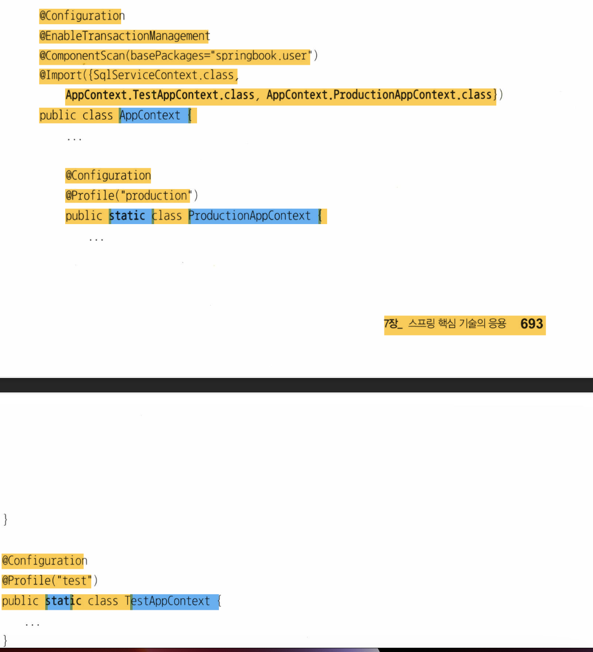 @Configuration
@EnableTransactionManagement
@ComponentScan(basePackages="springbook.user")
@Import({SqlServiceContext.class,
AppContext.TestAppContext.class, AppContext.ProductionAppContext.class})
public class AppContext {
...
@Configuration
@Profile("production")
public static class ProductionAppContext {
...
7장_ 스프링 핵심 기술의 응용 693
}
@Configuration
@Profile("test")
public static class TestAppContext {
...
}